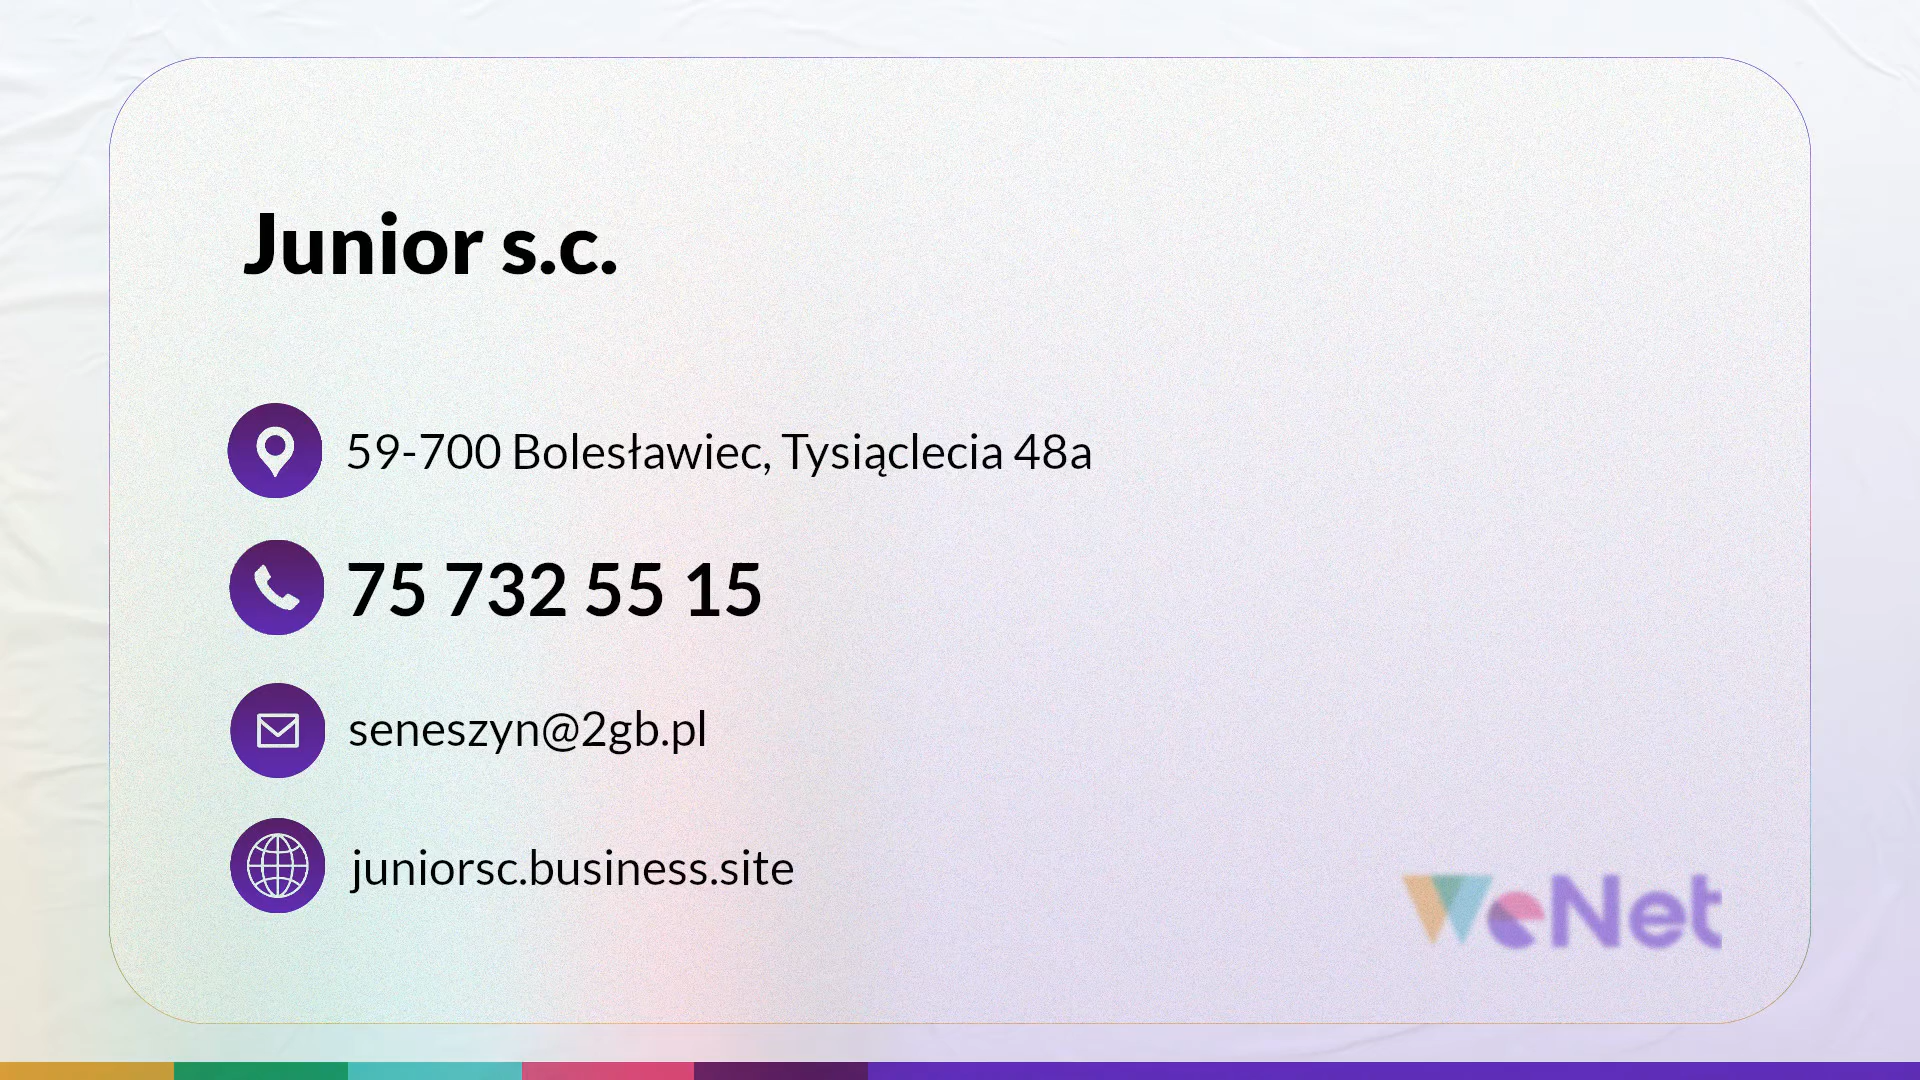 Junior s.c.
59-700 Bolesławiec, Tysiąclecia 48a
75 732 55 15
seneszyn@2gb.pl
juniorsc.business.site
WeNet